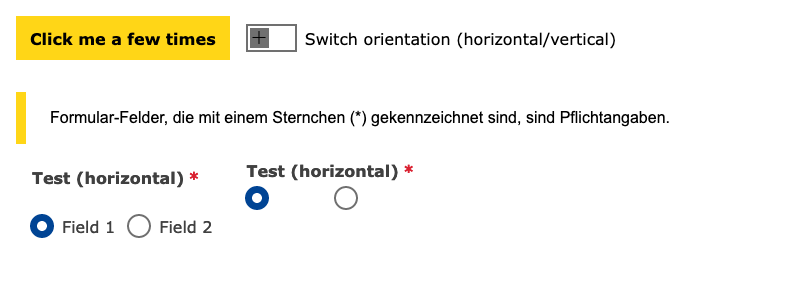 Click me a few times
Switch orientation (horizontal/vertical)
Formular-Felder, die mit einem Sternchen (*) gekennzeichnet sind, sind Pflichtangaben.
Test (horizontal) *
Field 1 Field 2
Test (horizontal) *